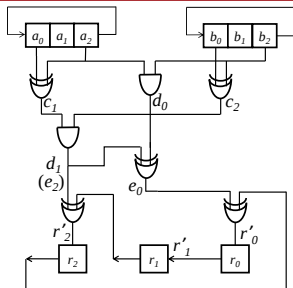 a₀ a₁ a₂ b₀ b₁ b₂
c₁ d₀ c₂
d₁
(e₂) e₀
r′₂ r′₁ r′₀
r₂ r₁ r₀